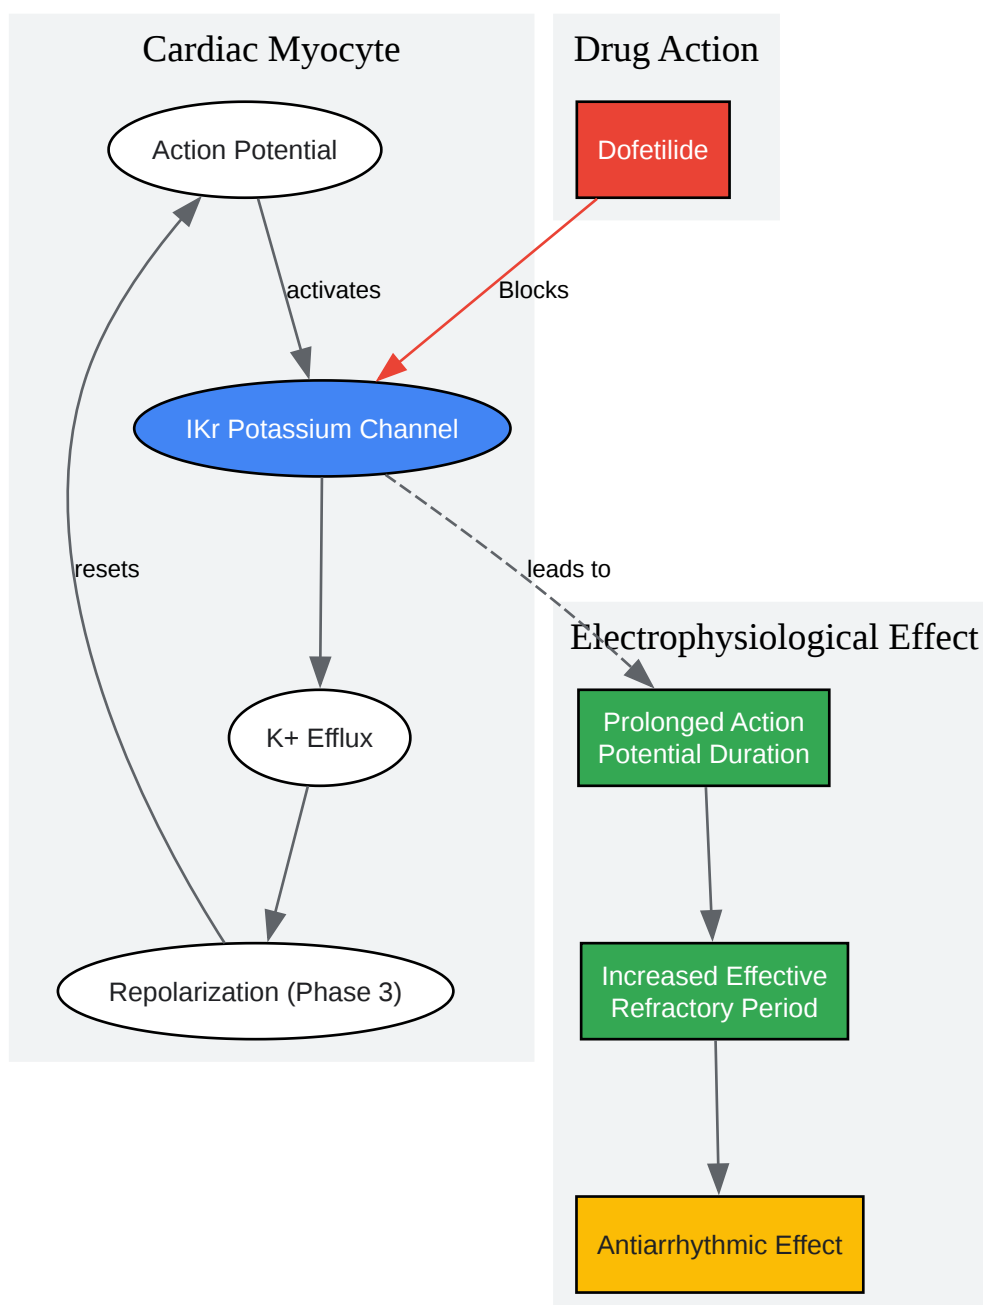 Cardiac Myocyte
Drug Action
Action Potential
Dofetilide
activates
Blocks
IKr Potassium Channel
resets
leads to
Electrophysiological Effect
Prolonged Action
Potential Duration
K+ Efflux
Increased Effective
Refractory Period
Repolarization (Phase 3)
Antiarrhythmic Effect